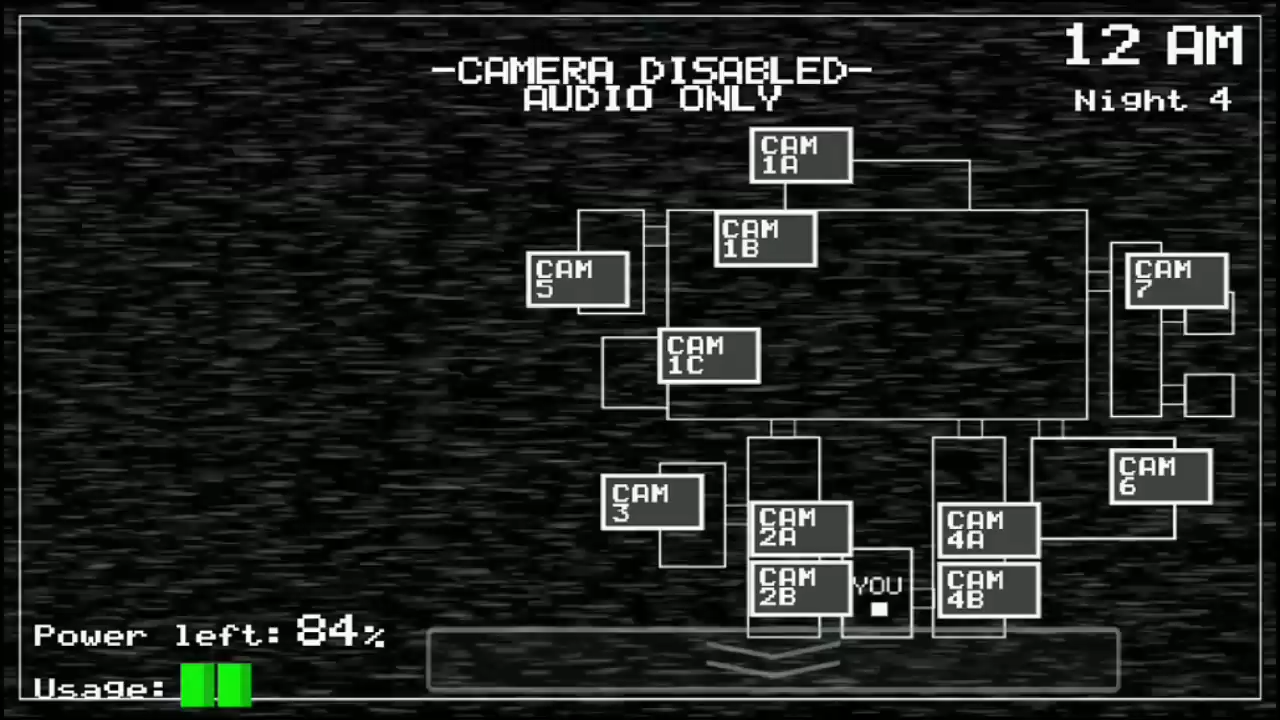 12 AM
-CAMERA DISABLED-
AUDIO ONLY
Night 4
CAM
1A
CAM
1B
CAM
5
CAM
7
CAM
1C
CAM
6
CAM
3
CAM
2A
CAM
4A
CAM
2B
YOU
CAM
4B
Power left: 84%
Usage: